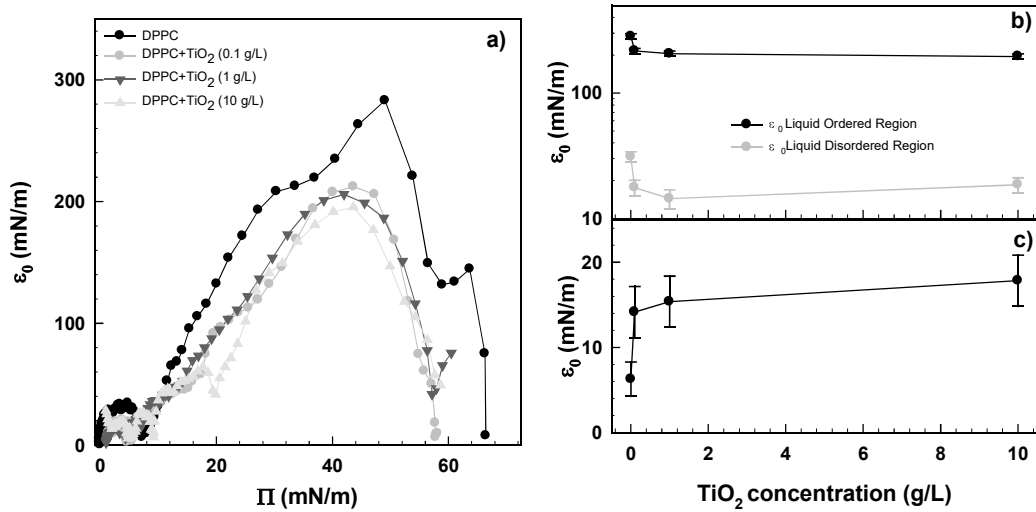 a)
DPPC
DPPC+TiO2 (0.1 g/L)
DPPC+TiO2 (1 g/L)
DPPC+TiO2 (10 g/L)
300
200
100
0
ε0 (mN/m)
0 20 40 60
Π (mN/m)
b)
100
10
ε0 (mN/m)
ε0 Liquid Ordered Region
ε0 Liquid Disordered Region
c)
20
10
0
ε0 (mN/m)
0 2 4 6 8 10
TiO2 concentration (g/L)